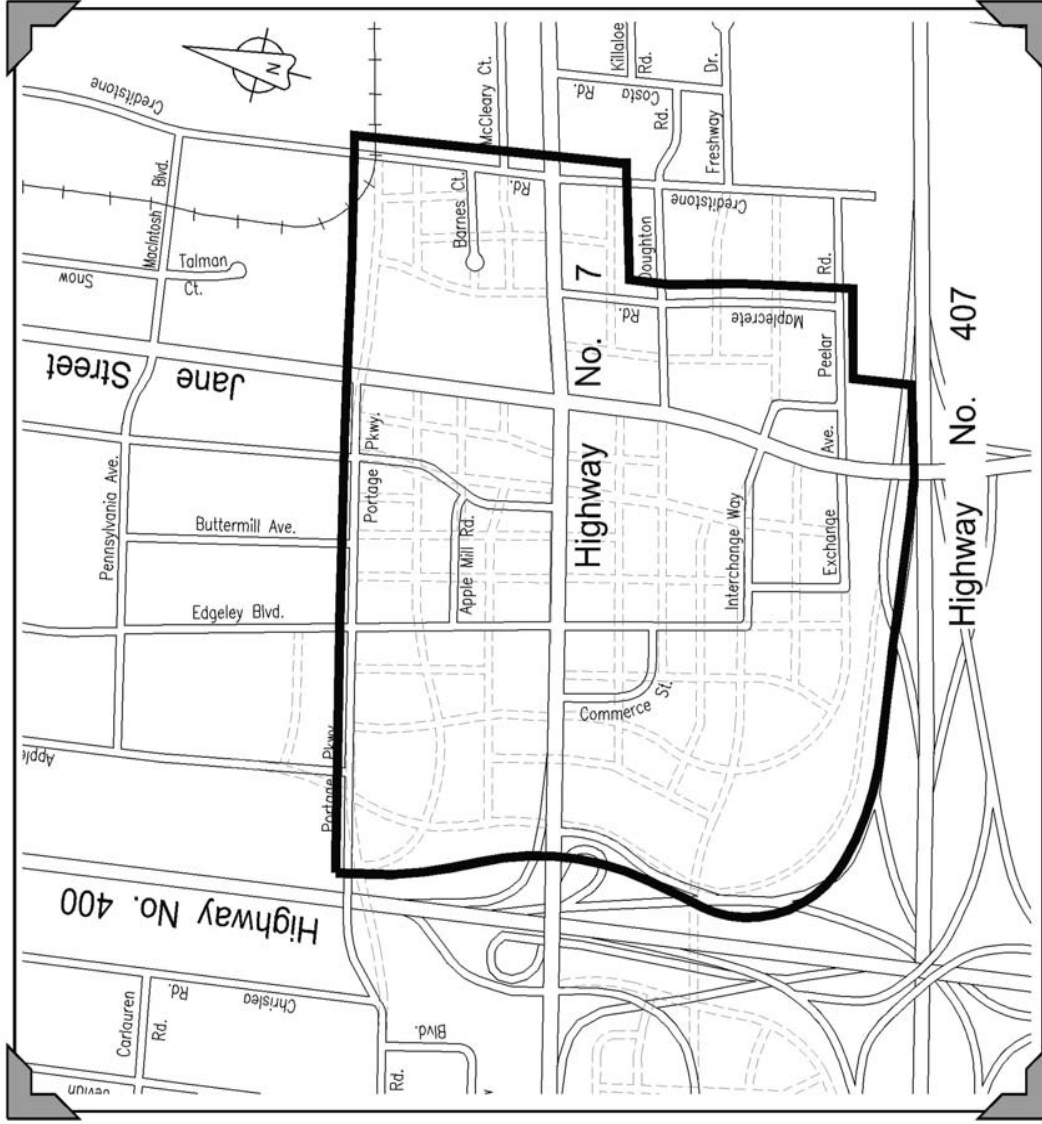 Creditstone
N
McCleary Ct.
Killaloe
Rd.
Costa
Rd.
Dr.
Freshway
Rd.
MacIntosh Blvd.
Snow
Talman
Ct.
Barnes Ct.
Rd.
Creditstone
Doughton
Rd.
Maplecrete
Rd.
Peelar
Jane Street
Pennsylvania Ave.
Buttermill Ave.
Edgeley Blvd.
Portage Pkwy.
Apple Mill Rd.
Highway No. 7
Interchange Way
Exchange Ave.
Commerce St.
Highway No. 407
Apple
Portage Pkwy.
Highway No. 400
Chrislea
Rd.
Carlauren
Rd.
Blvd.
Rd.